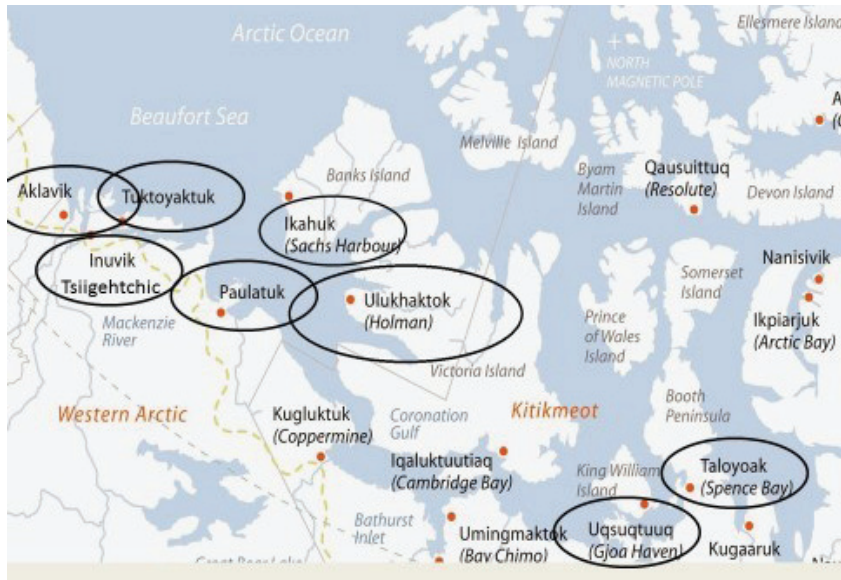 Ellesmere Island
Arctic Ocean
NORTH
MAGNETIC POLE
Beaufort Sea
Melville Island
Banks Island
Byam
Martin
Island
Qausuittuq
(Resolute)
Devon Island
Aklavik
Tuktoyaktuk
Ikahuk
(Sachs Harbour)
Inuvik
Tsiigehtchic
Paulatuk
Ulukhaktok
(Holman)
Nanisivik
Somerset
Island
Ikpiarjuk
(Arctic Bay)
Prince
of Wales
Island
Mackenzie
River
Victoria Island
Booth
Peninsula
Western Arctic
Kugluktuk
(Coppermine)
Coronation
Gulf
Kitikmeot
Iqaluktuutiaq
(Cambridge Bay)
King William
Island
Taloyoak
(Spence Bay)
Bathurst
Inlet
Umingmaktok
(Bay Chimo)
Uqsuqtuuq
(Gjoa Haven)
Kugaaruk
Great Bear Lake